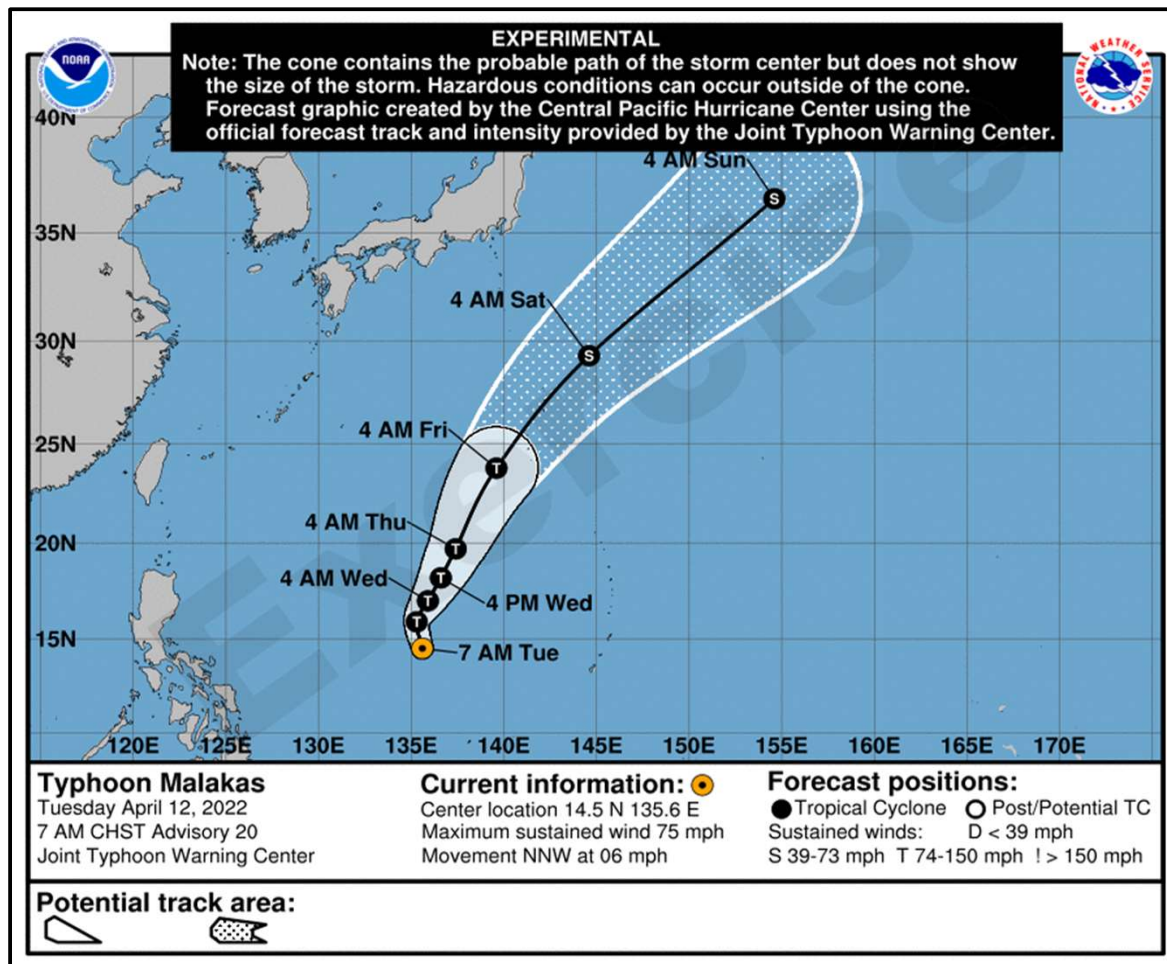 EXPERIMENTAL
Note: The cone contains the probable path of the storm center but does not show
the size of the storm. Hazardous conditions can occur outside of the cone.
Forecast graphic created by the Central Pacific Hurricane Center using the
official forecast track and intensity provided by the Joint Typhoon Warning Center.
NOAA
NATIONAL WEATHER SERVICE
40N
35N
30N
25N
20N
15N
4 AM Sun
S
4 AM Sat
S
4 AM Fri
T
4 AM Thu
T
4 AM Wed
T
T
4 PM Wed
T
7 AM Tue
Exercise
120E 125E 130E 135E 140E 145E 150E 155E 160E 165E 170E
Typhoon Malakas
Tuesday April 12, 2022
7 AM CHST Advisory 20
Joint Typhoon Warning Center
Current information:
Center location 14.5 N 135.6 E
Maximum sustained wind 75 mph
Movement NNW at 06 mph
Forecast positions:
Tropical Cyclone Post/Potential TC
Sustained winds: D < 39 mph
S 39-73 mph T 74-150 mph ! > 150 mph
Potential track area: